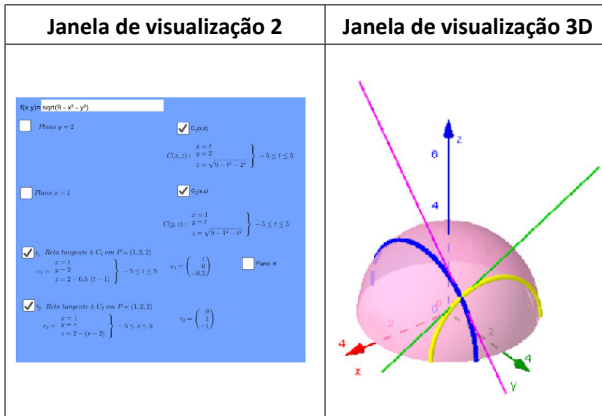 Janela de visualização 2
Janela de visualização 3D
f(x,y)= sqrt(9 - x² - y²)
Plano y = 2
C₁(x,z)
x = t
C(x, z) : y = 2
z = √9 − t² − 2²
− 5 ≤ t ≤ 5
Plano x = 1
C₂(y,z)
x = 1
C(y, z) : y = t
z = √9 − 1² − t²
− 5 ≤ t ≤ 5
r₁ Reta tangente à C₁ em P = (1, 2, 2)
x = t
r₁ = y = 2
z = 2 − 0.5 (t − 1)
− 5 ≤ t ≤ 5
v₁ = ( 1 0 −0.5 )
Plano π
r₂ Reta tangente à C₂ em P = (1, 2, 2)
x = 1
r₂ = y = s
z = 2 − (s − 2)
− 5 ≤ s ≤ 5
v₂ = ( 0 1 −1 )
z
6
4
0
0
2
2
4
4
x
y